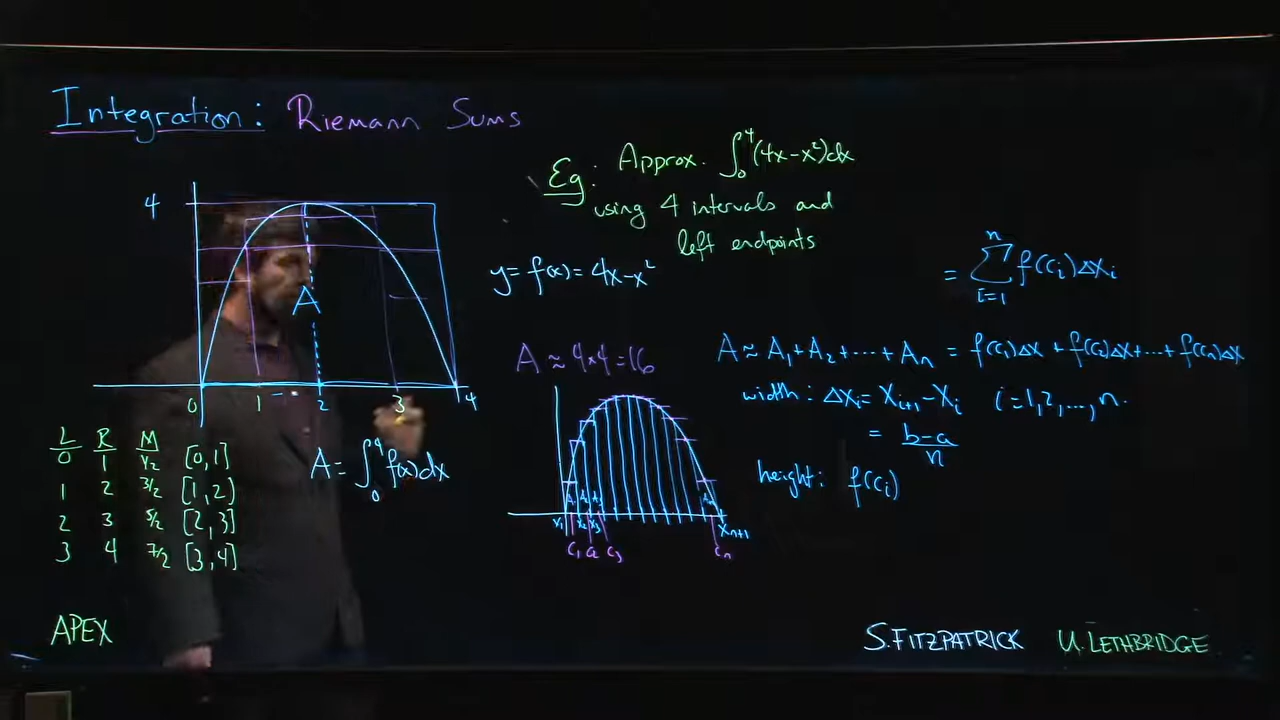 Integration: Riemann Sums
Eg: Approx. ∫₀⁴(4x-x²)dx
using 4 intervals and
left endpoints
y = f(x) = 4x-x²
4
A
0 1 2 3 4
A = ∫₀⁴ f(x)dx
L R M
0 1 1/2 [0,1]
1 2 3/2 [1,2]
2 3 5/2 [2,3]
3 4 7/2 [3,4]
A ≈ 4×4 = 16
A₁ A₂ A₃ Aₙ
x₁ x₂ x₃ xₙ₊₁
c₁ c₂ c₃ cₙ
= ∑ᵢ₌₁ⁿ f(cᵢ)Δxᵢ
A ≈ A₁ + A₂ + ··· + Aₙ = f(c₁)Δx + f(c₂)Δx + ··· + f(cₙ)Δx
width: Δxᵢ = xᵢ₊₁ - xᵢ i = 1,2,...,n.
= b-a/n
height: f(cᵢ)
APEX
S. FITZPATRICK U. LETHBRIDGE